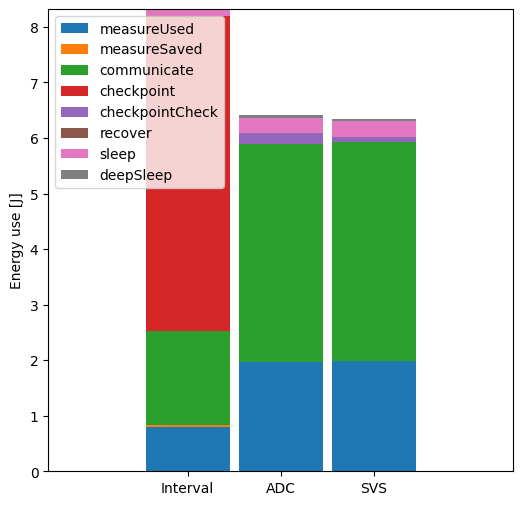 8
7
6
5
4
3
2
1
0
Energy use [J]
measureUsed
measureSaved
communicate
checkpoint
checkpointCheck
recover
sleep
deepSleep
Interval ADC SVS